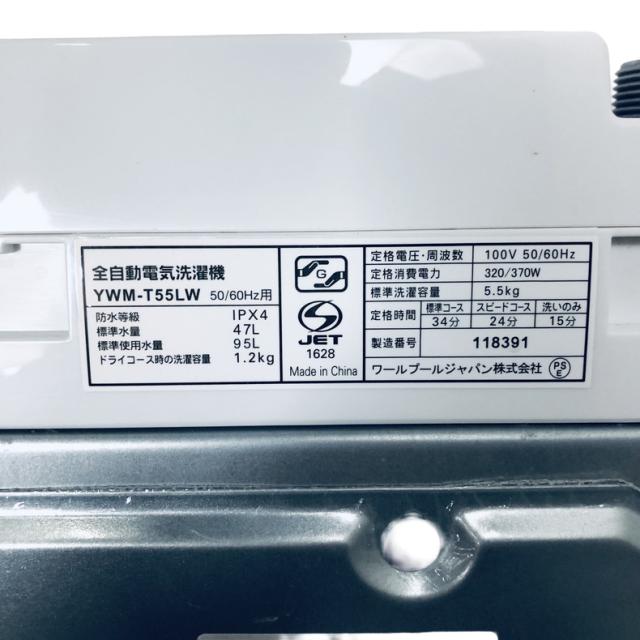 全自動電気洗濯機
YWM-T55LW 50/60Hz用
防水等級 IPX4
標準水量 47L
標準使用水量 95L
ドライコース時の洗濯容量 1.2kg
G
S
JET
1628
Made in China
定格電圧・周波数 100V 50/60Hz
定格消費電力 320/370W
標準洗濯容量 5.5kg
定格時間 標準コース スピードコース 洗いのみ
34分 24分 15分
製造番号 118391
ワールプールジャパン株式会社 PSE